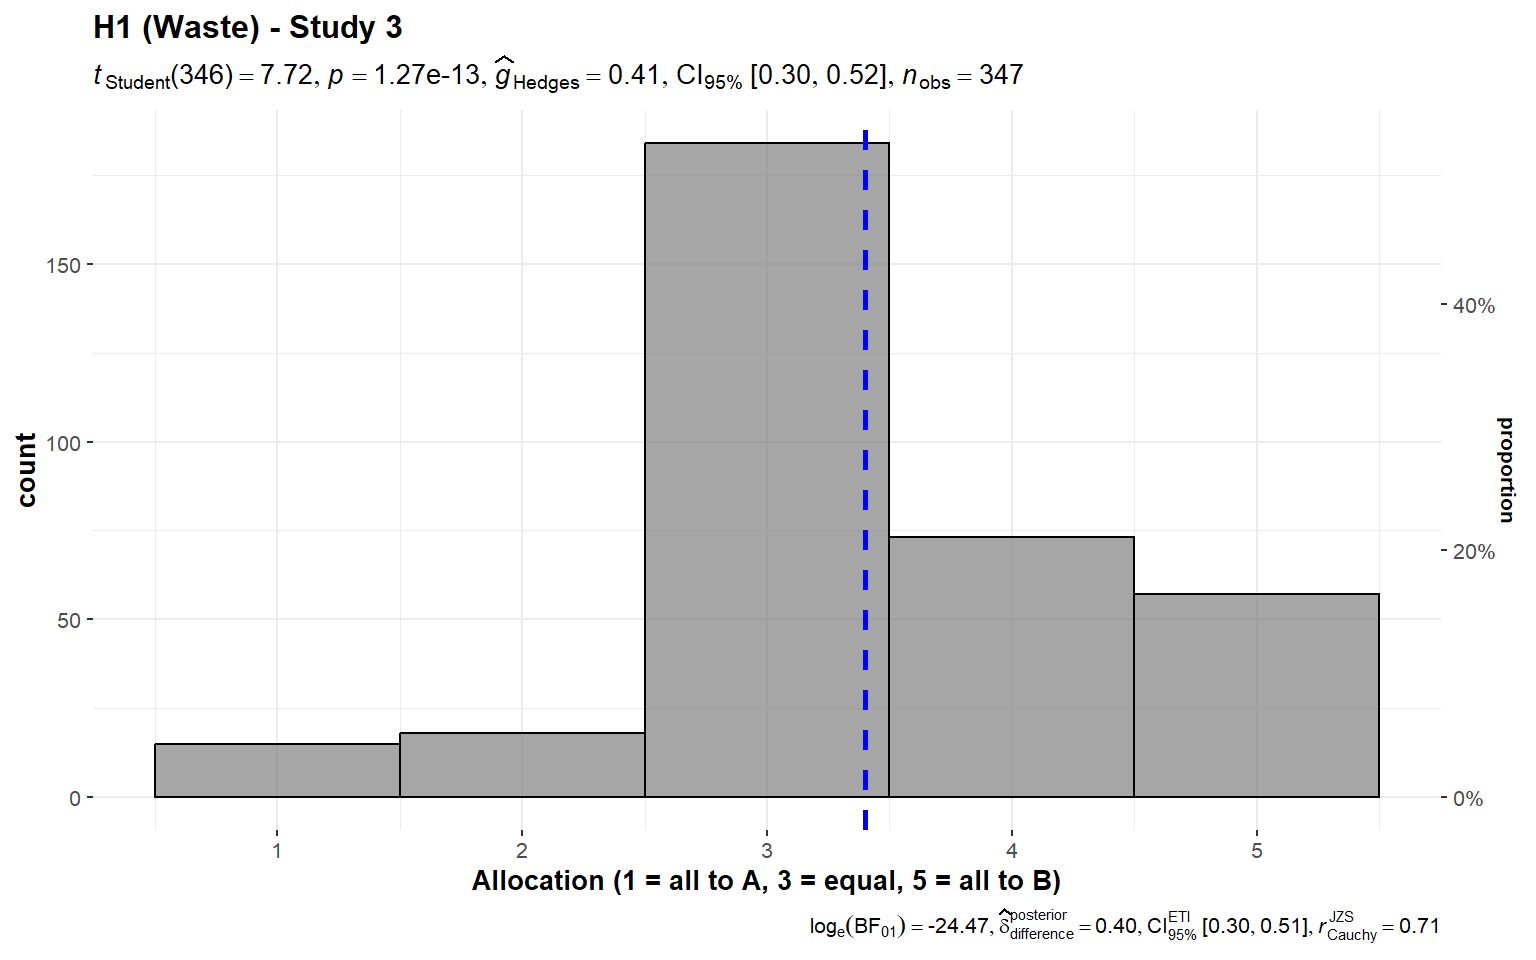 H1 (Waste) - Study 3
t Student(346) = 7.72, p = 1.27e-13, ĝ Hedges = 0.41, CI95% [0.30, 0.52], nobs = 347
count
150
100
50
0
40%
20%
0%
proportion
1 2 3 4 5
Allocation (1 = all to A, 3 = equal, 5 = all to B)
loge(BF01) = -24.47, δ̂ posterior difference = 0.40, CI ETI 95% [0.30, 0.51], r JZS Cauchy = 0.71